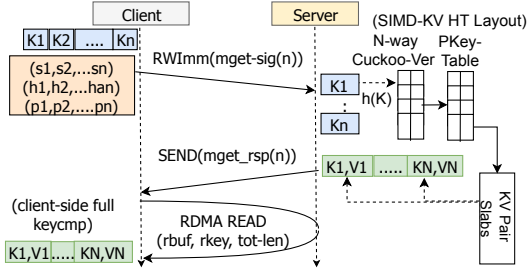 Client
Server
(SIMD-KV HT Layout)
K1 K2 .... Kn
N-way
Cuckoo-Ver
PKey-
Table
RWImm(mget-sig(n))
(s1,s2,...sn)
(h1,h2,...han)
(p1,p2,....pn)
K1
h(K)
:
Kn
SEND(mget_rsp(n))
K1,V1 ..... KN,VN
KV Pair
Slabs
(client-side full
keycmp)
RDMA READ
(rbuf, rkey, tot-len)
K1,V1 ..... KN,VN